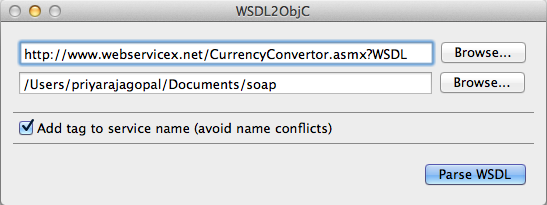 WSDL2ObjC
http://www.webservicex.net/CurrencyConvertor.asmx?WSDL Browse...
/Users/priyarajagopal/Documents/soap Browse...
Add tag to service name (avoid name conflicts)
Parse WSDL